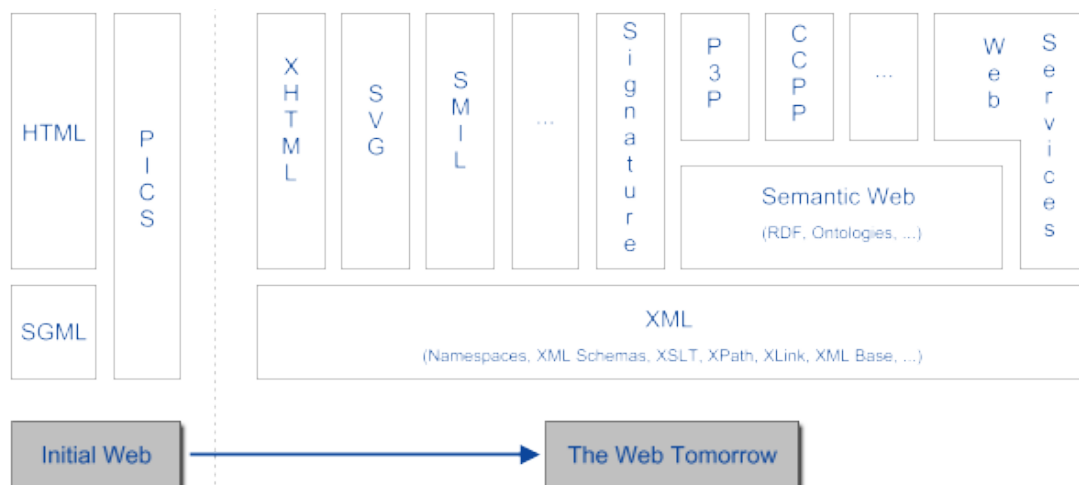 HTML
PICS
SGML
XHTML
SVG
SMIL
...
Signature
P3P
CCPP
...
Web Services
Semantic Web
(RDF, Ontologies, ...)
XML
(Namespaces, XML Schemas, XSLT, XPath, XLink, XML Base, ...)
Initial Web
The Web Tomorrow